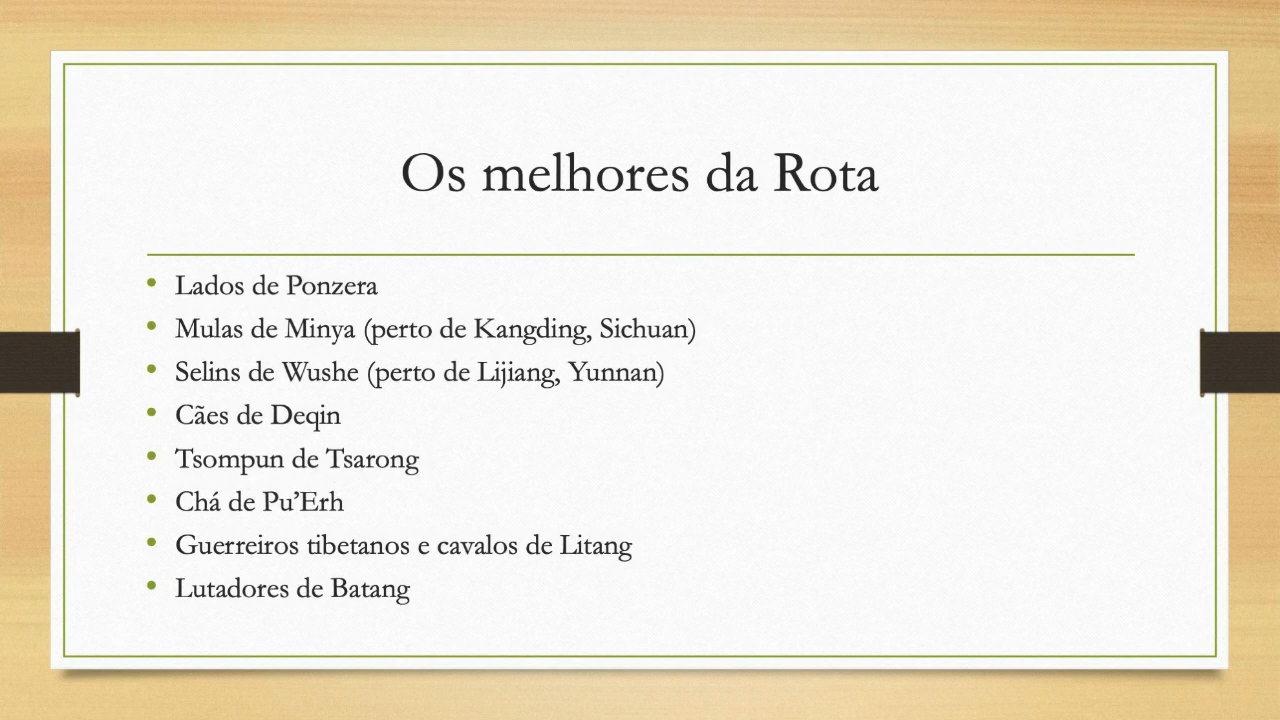 Os melhores da Rota
• Lados de Ponzera
• Mulas de Minya (perto de Kangding, Sichuan)
• Selins de Wushe (perto de Lijiang, Yunnan)
• Cães de Deqin
• Tsompun de Tsarong
• Chá de Pu’Erh
• Guerreiros tibetanos e cavalos de Litang
• Lutadores de Batang